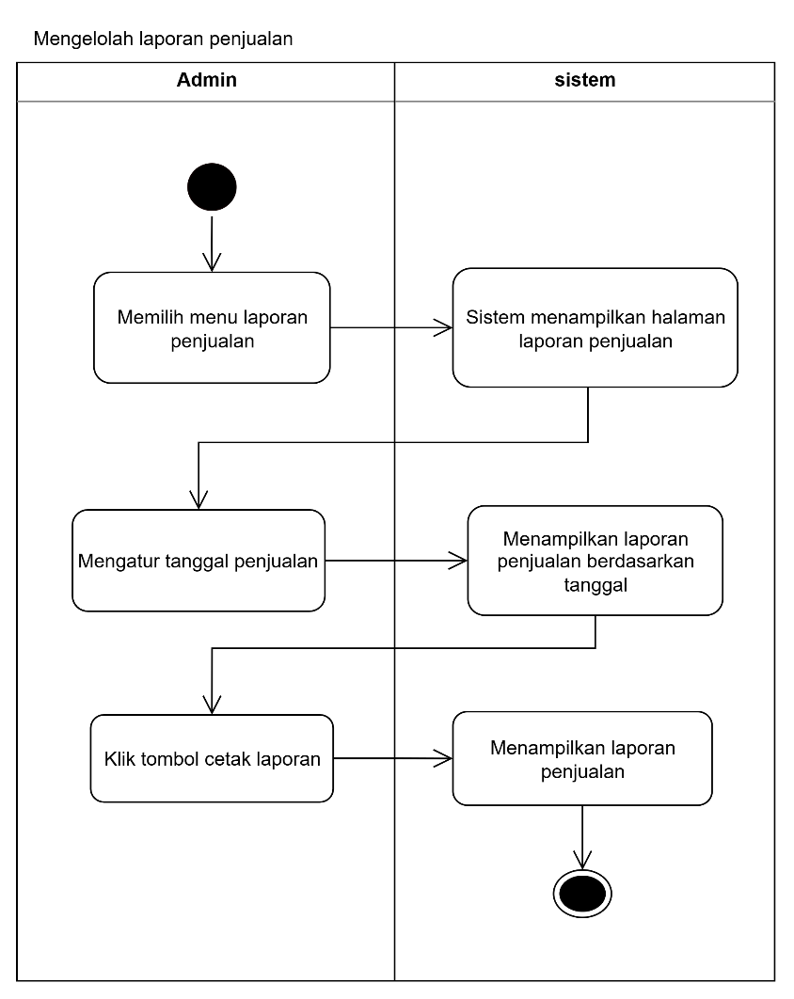 Mengelolah laporan penjualan
Admin
sistem
Memilih menu laporan
penjualan
Sistem menampilkan halaman
laporan penjualan
Mengatur tanggal penjualan
Menampilkan laporan
penjualan berdasarkan
tanggal
Klik tombol cetak laporan
Menampilkan laporan
penjualan